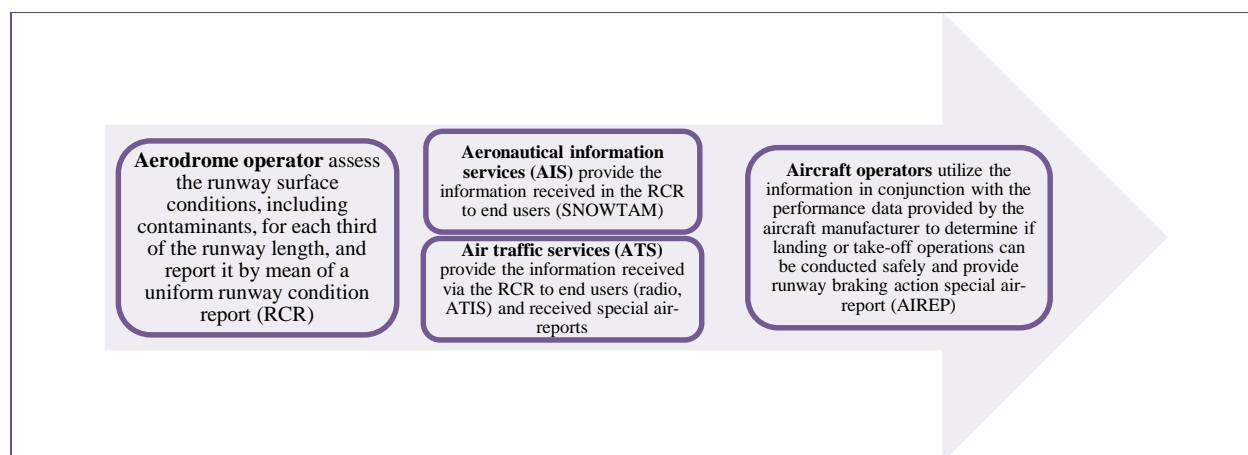 Aerodrome operator assess
the runway surface
conditions, including
contaminants, for each third
of the runway length, and
report it by mean of a
uniform runway condition
report (RCR)
Aeronautical information
services (AIS) provide the
information received in the RCR
to end users (SNOWTAM)
Air traffic services (ATS)
provide the information received
via the RCR to end users (radio,
ATIS) and received special air-
reports
Aircraft operators utilize the
information in conjunction with the
performance data provided by the
aircraft manufacturer to determine if
landing or take-off operations can
be conducted safely and provide
runway braking action special air-
report (AIREP)